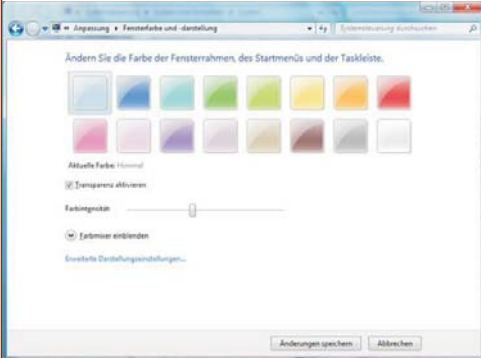 « Anpassung ▸ Fensterfarbe und -darstellung
Systemsteuerung durchsuchen
Ändern Sie die Farbe der Fensterrahmen, des Startmenüs und der Taskleiste.
Aktuelle Farbe: Himmel
Transparenz aktivieren
Farbintensität
Farbmixer einblenden
Erweiterte Darstellungseinstellungen...
Änderungen speichern
Abbrechen